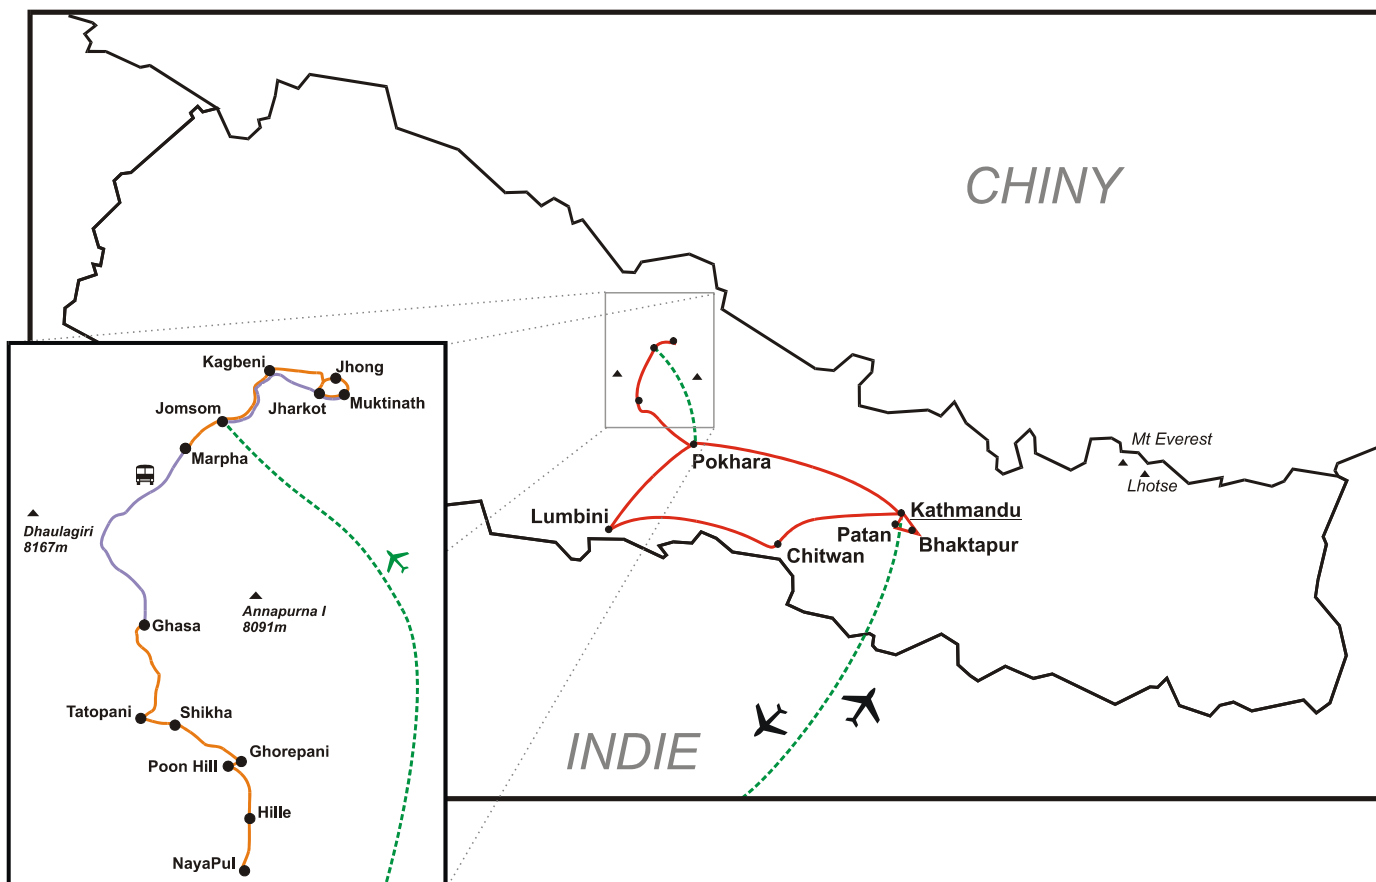 CHINY
Kagbeni
Jhong
Jharkot
Muktinath
Jomsom
Marpha
Dhaulagiri
8167m
Annapurna I
8091m
Ghasa
Tatopani
Shikha
Ghorepani
Poon Hill
Hille
NayaPul
Mt Everest
Lhotse
Pokhara
Lumbini
Kathmandu
Patan
Bhaktapur
Chitwan
INDIE